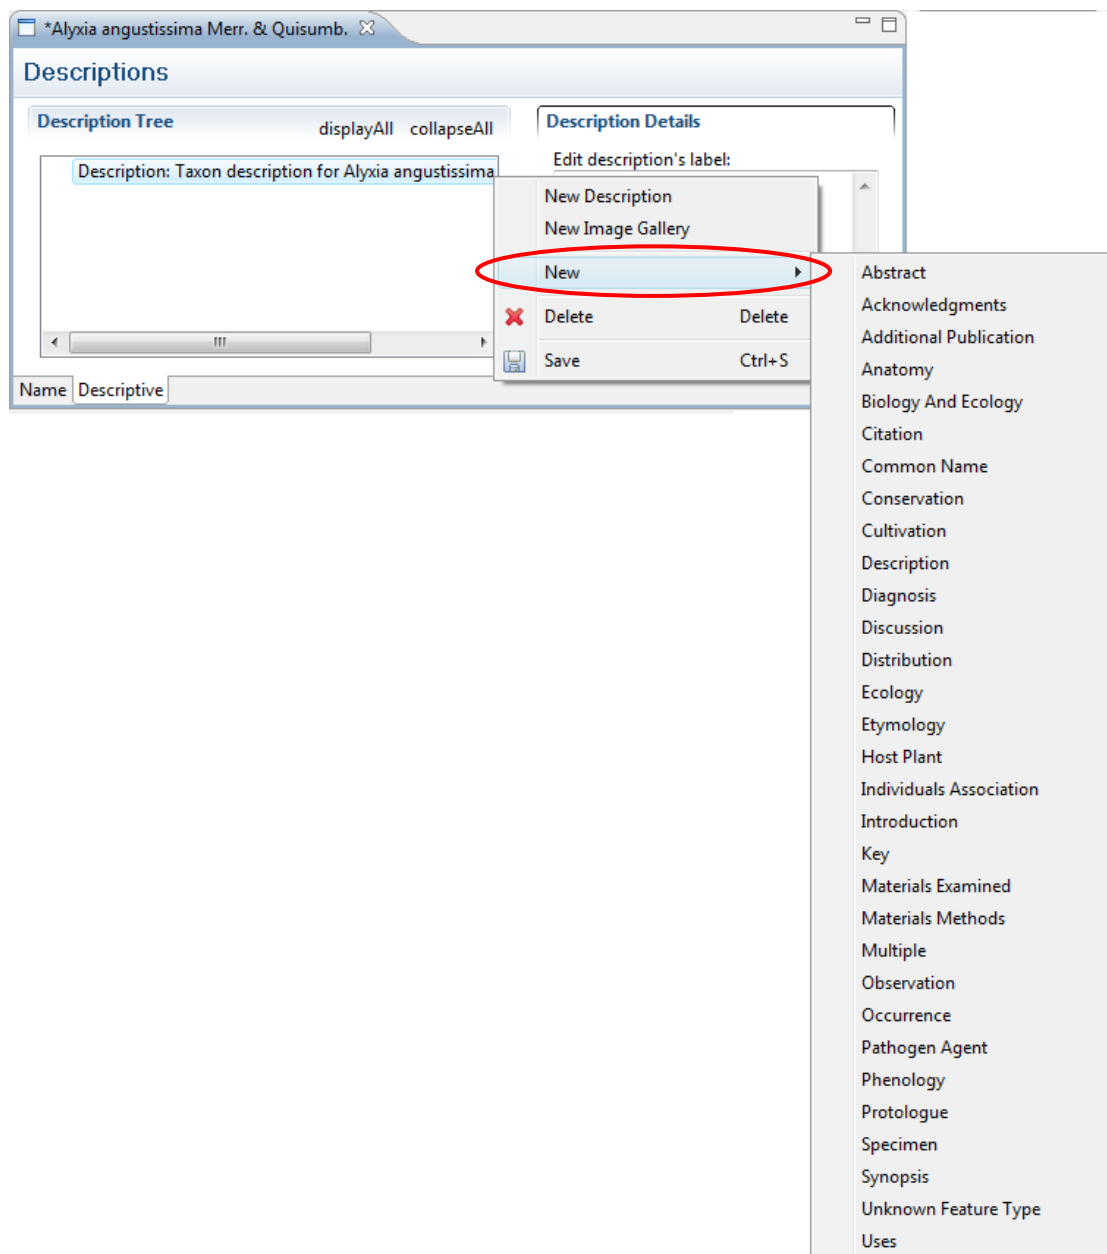 *Alyxia angustissima Merr. & Quisumb.
Descriptions
Description Tree
displayAll collapseAll
Description: Taxon description for Alyxia angustissima
Name Descriptive
Description Details
Edit description's label:
New Description
New Image Gallery
New
Delete Delete
Save Ctrl+S
Abstract
Acknowledgments
Additional Publication
Anatomy
Biology And Ecology
Citation
Common Name
Conservation
Cultivation
Description
Diagnosis
Discussion
Distribution
Ecology
Etymology
Host Plant
Individuals Association
Introduction
Key
Materials Examined
Materials Methods
Multiple
Observation
Occurrence
Pathogen Agent
Phenology
Protologue
Specimen
Synopsis
Unknown Feature Type
Uses